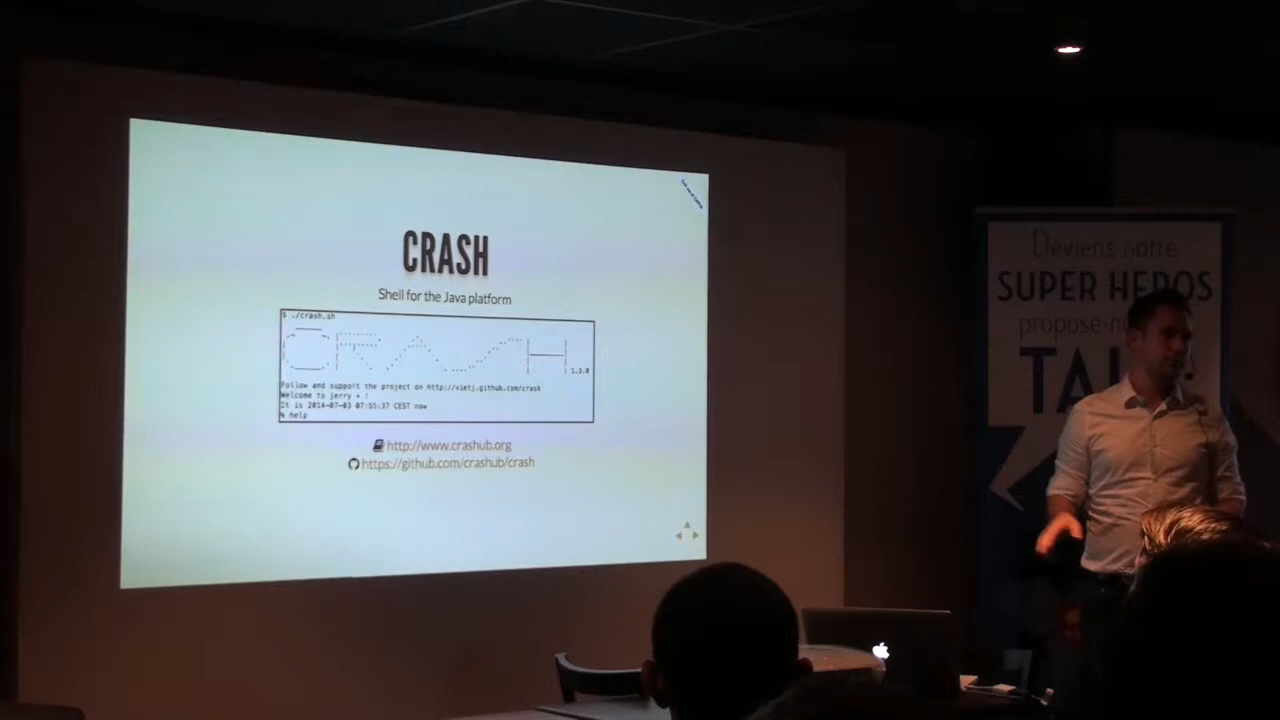 CRASH
Shell for the Java platform
$ ./crash.sh
1.3.0
Follow and support the project on http://vietj.github.com/crash
Welcome to jerry + !
It is 2014-07-03 07:55:37 CEST now
% help
http://www.crashub.org
https://github.com/crashub/crash
Deviens notre
SUPER HEROS
propose-n
TA